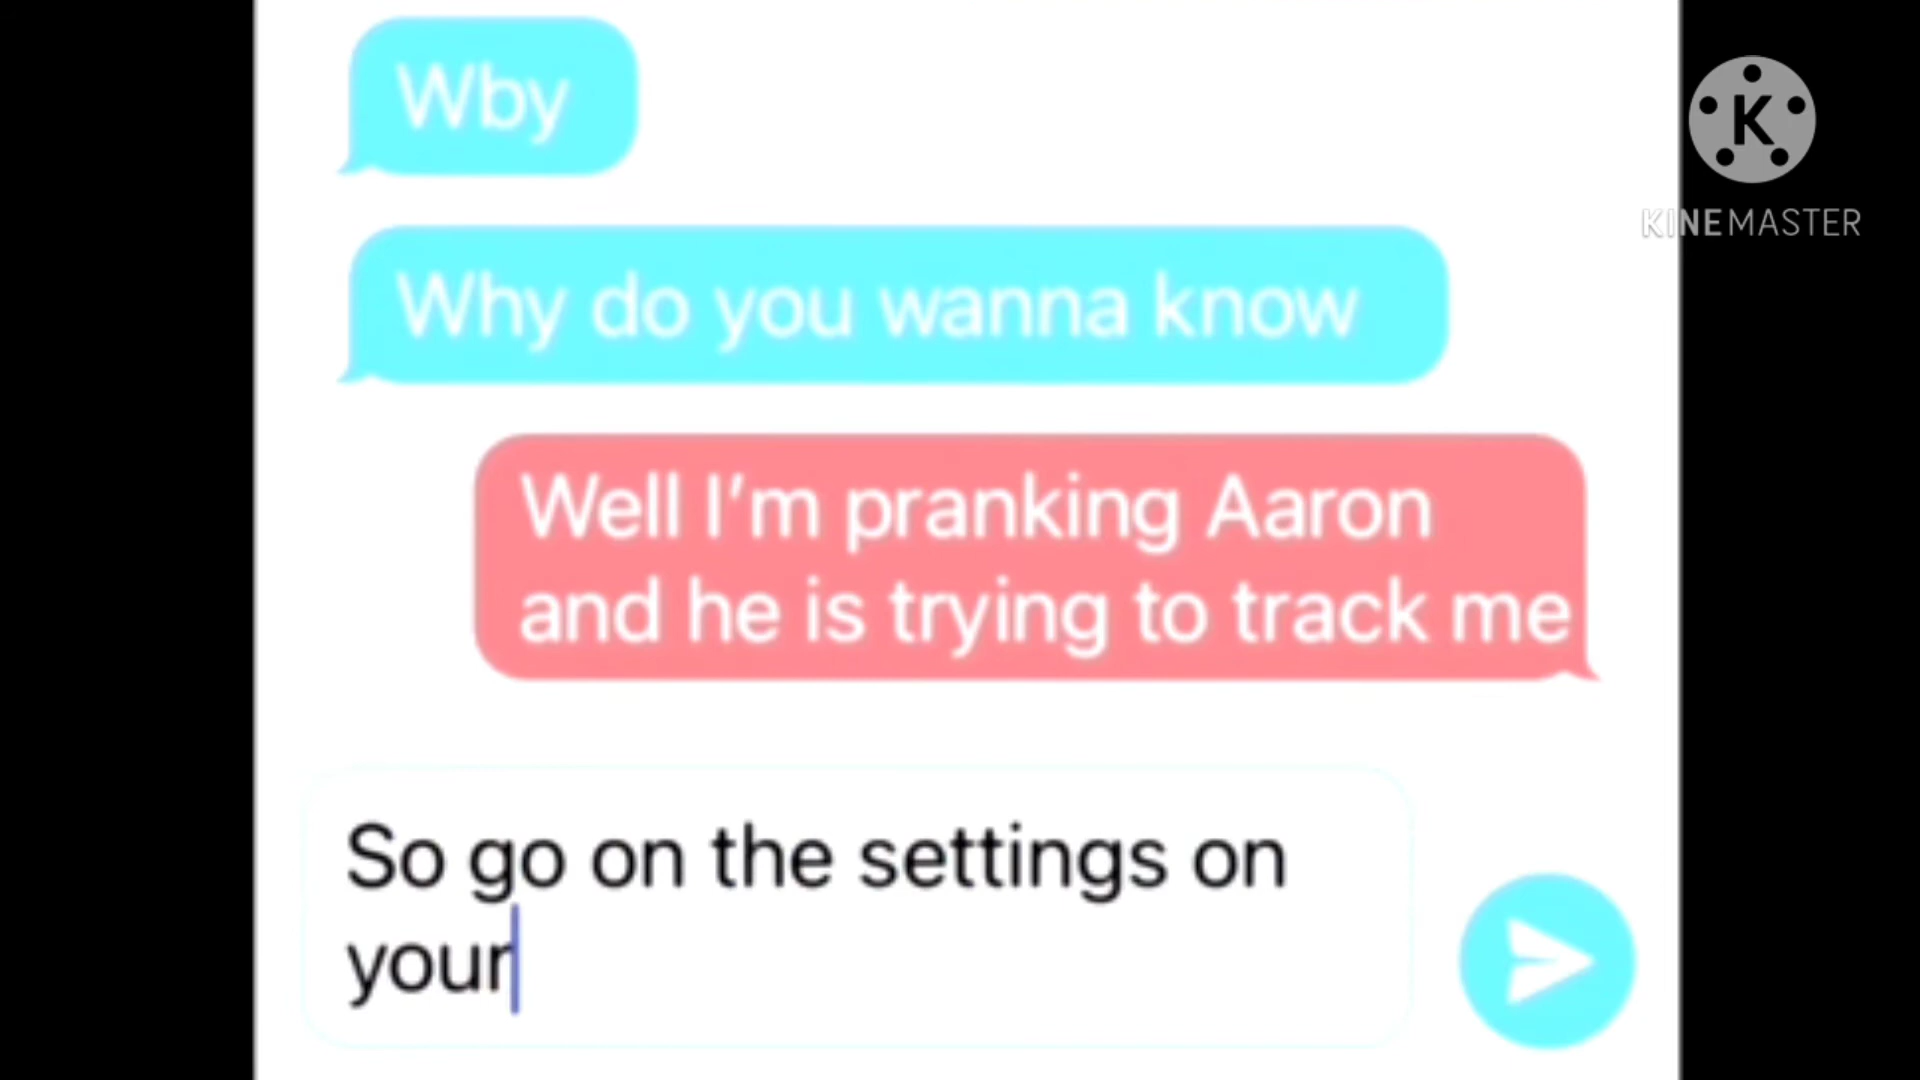 Wby
K
KINEMASTER
Why do you wanna know
Well I'm pranking Aaron
and he is trying to track me
So go on the settings on
your